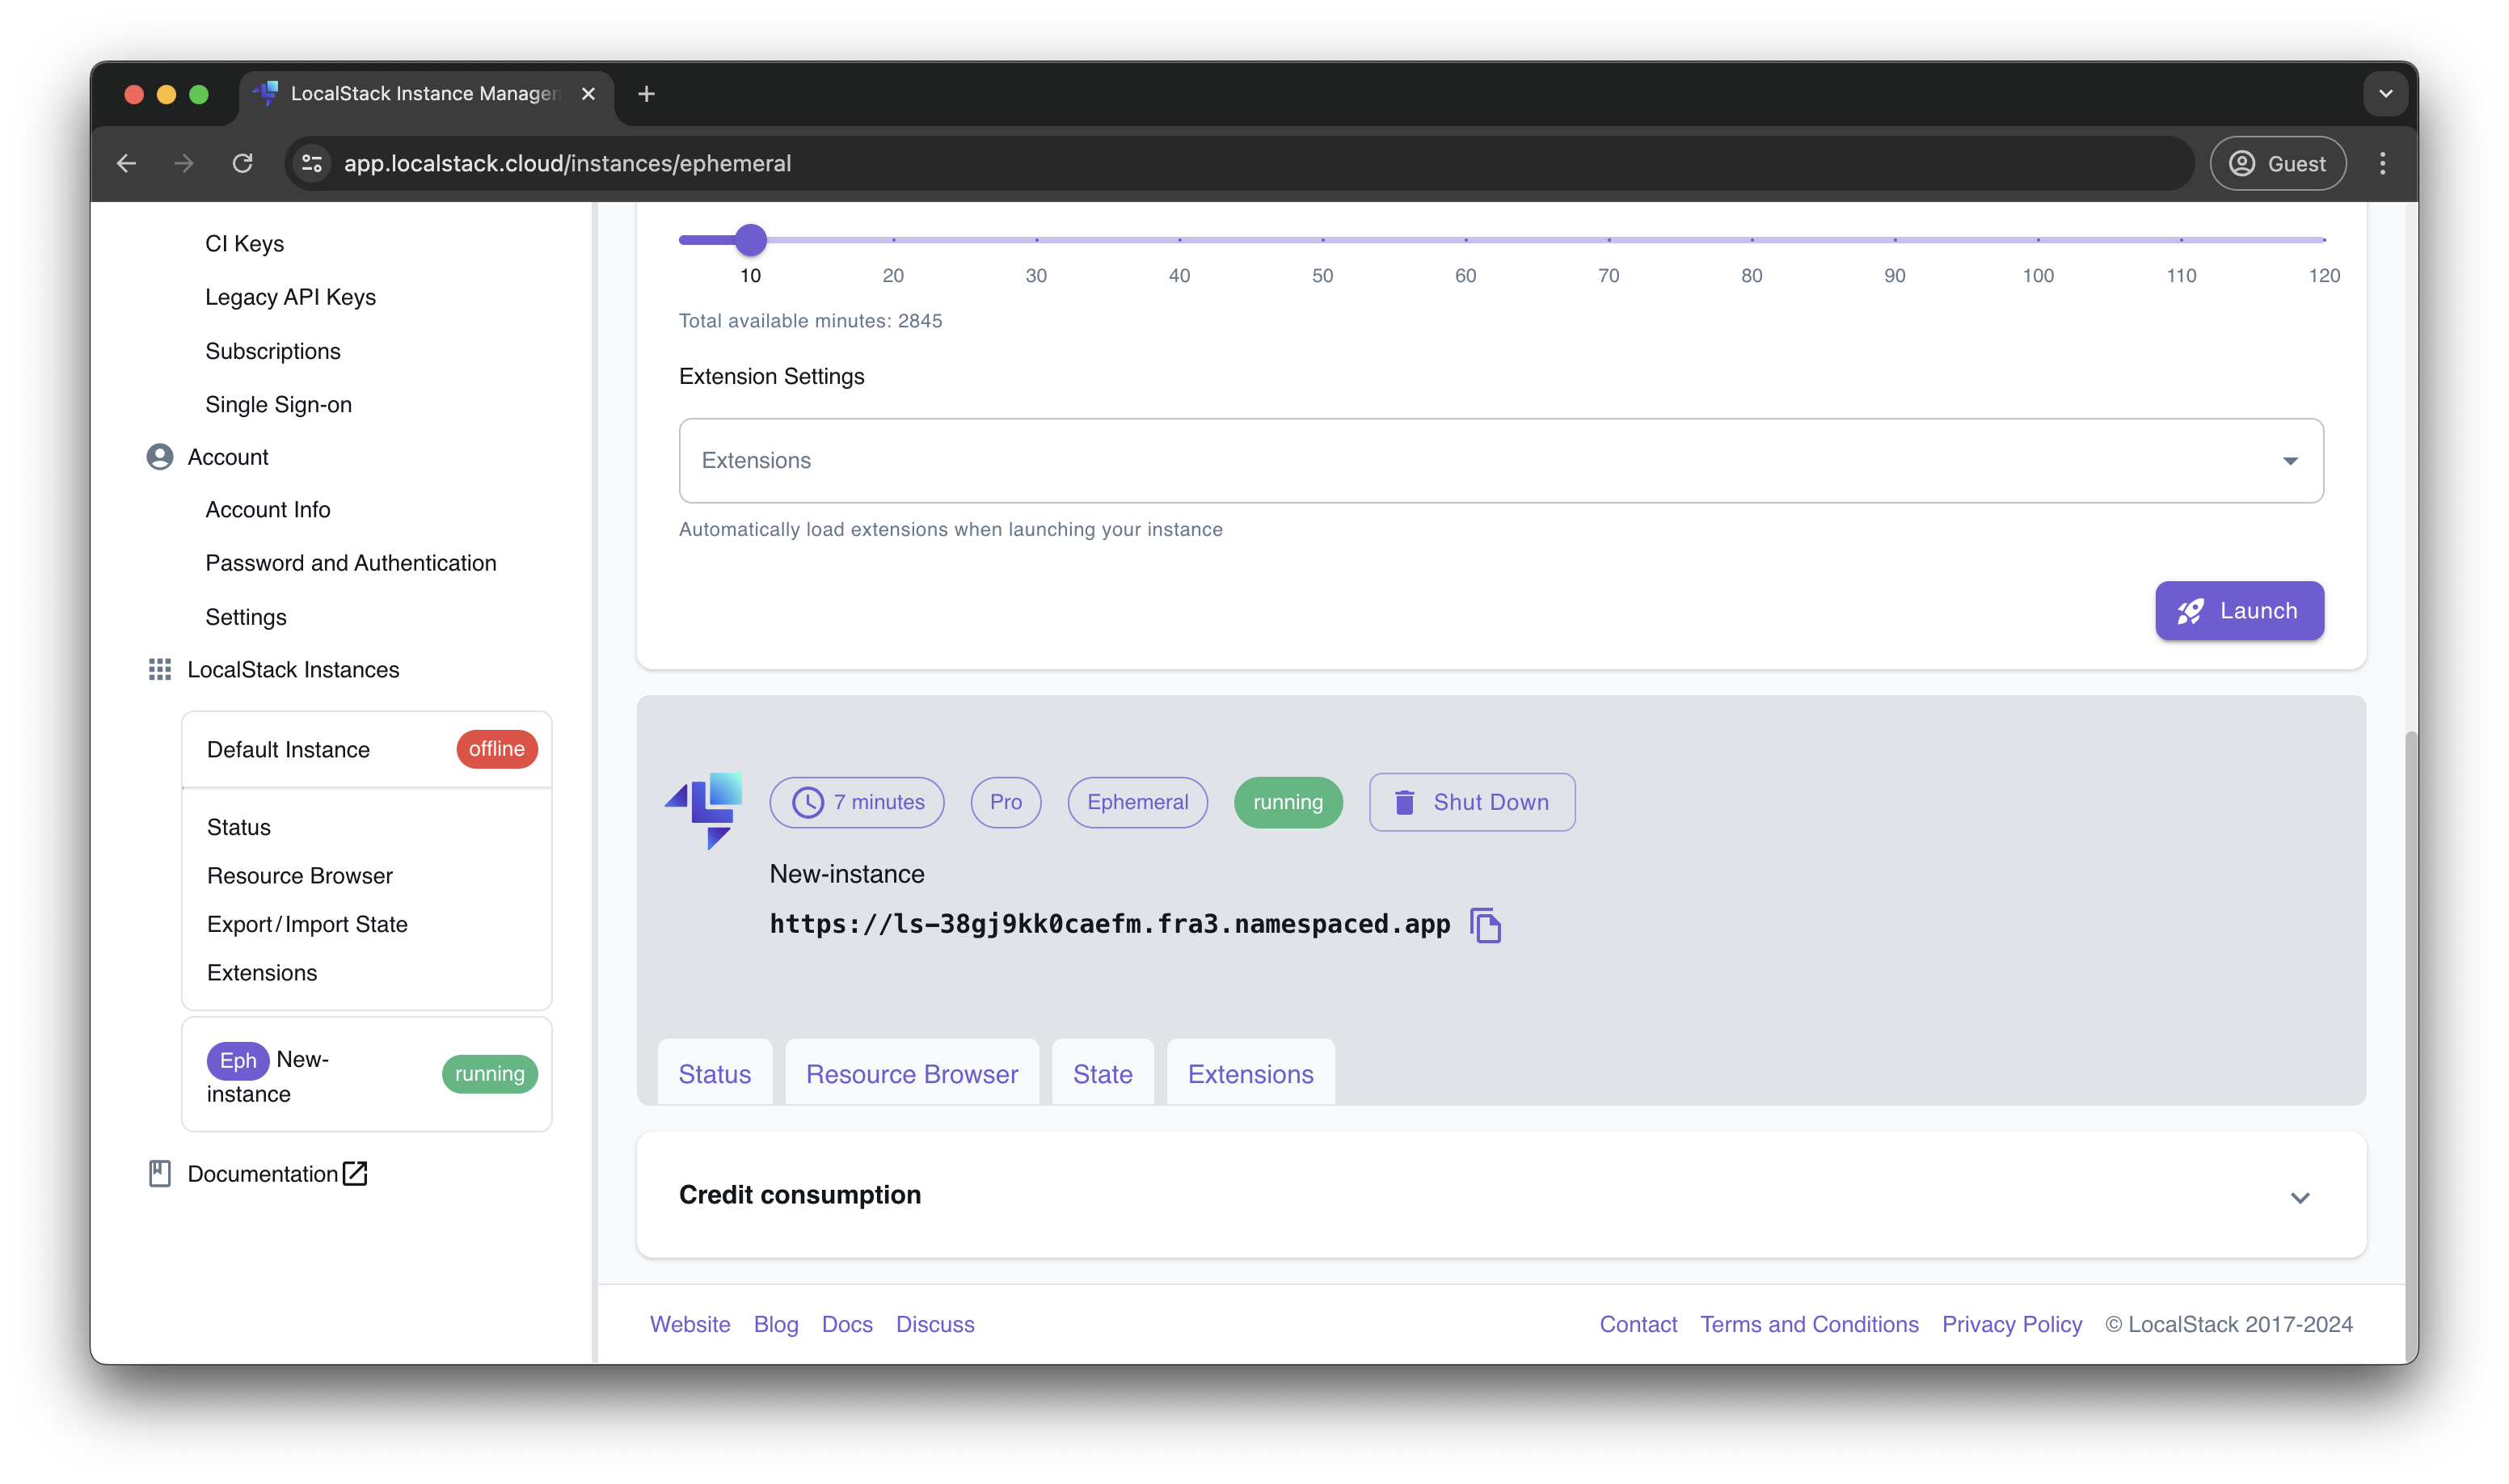 LocalStack Instance Managem
app.localstack.cloud/instances/ephemeral
Guest
CI Keys
Legacy API Keys
Subscriptions
Single Sign-on
Account
Account Info
Password and Authentication
Settings
LocalStack Instances
Default Instance offline
Status
Resource Browser
Export/Import State
Extensions
Eph New-
instance
running
Documentation
10 20 30 40 50 60 70 80 90 100 110 120
Total available minutes: 2845
Extension Settings
Extensions
Automatically load extensions when launching your instance
Launch
7 minutes Pro Ephemeral running Shut Down
New-instance
https://ls-38gj9kk0caefm.fra3.namespaced.app
Status Resource Browser State Extensions
Credit consumption
Website Blog Docs Discuss
Contact Terms and Conditions Privacy Policy © LocalStack 2017-2024